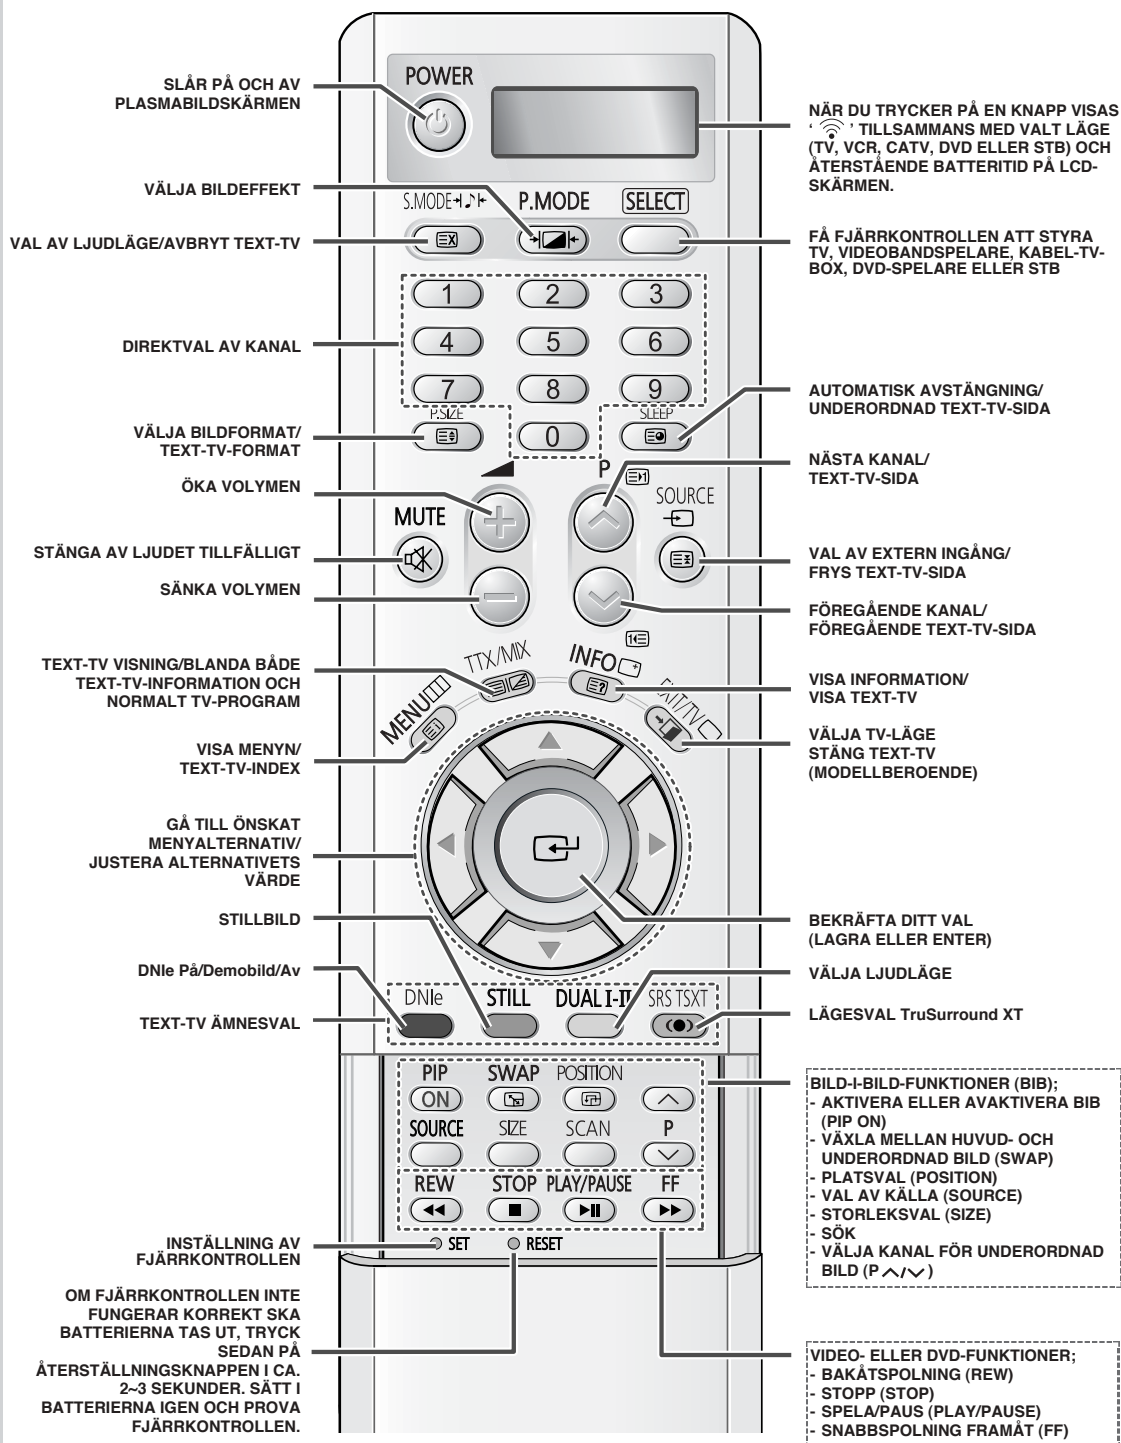 SLÅR PÅ OCH AV
PLASMABILDSKÄRMEN
VÄLJA BILDEFFEKT
VAL AV LJUDLÄGE/AVBRYT TEXT-TV
DIREKTVAL AV KANAL
VÄLJA BILDFORMAT/
TEXT-TV-FORMAT
ÖKA VOLYMEN
STÄNGA AV LJUDET TILLFÄLLIGT
SÄNKA VOLYMEN
TEXT-TV VISNING/BLANDA BÅDE
TEXT-TV-INFORMATION OCH
NORMALT TV-PROGRAM
VISA MENYN/
TEXT-TV-INDEX
GÅ TILL ÖNSKAT
MENYALTERNATIV/
JUSTERA ALTERNATIVETS
VÄRDE
STILLBILD
DNIe På/Demobild/Av
TEXT-TV ÄMNESVAL
INSTÄLLNING AV
FJÄRRKONTROLLEN
OM FJÄRRKONTROLLEN INTE
FUNGERAR KORREKT SKA
BATTERIERNA TAS UT, TRYCK
SEDAN PÅ
ÅTERSTÄLLNINGSKNAPPEN I CA.
2~3 SEKUNDER. SÄTT I
BATTERIERNA IGEN OCH PROVA
FJÄRRKONTROLLEN.
POWER
S.MODE P.MODE SELECT
1 2 3
4 5 6
7 8 9
P.SIZE SLEEP
0
P
SOURCE
MUTE
TTX/MIX
INFO
MENU
EXIT/TV
DNIe STILL DUAL I-II SRS TSXT
PIP SWAP POSITION
ON
SOURCE SIZE SCAN P
REW STOP PLAY/PAUSE FF
SET RESET
NÄR DU TRYCKER PÅ EN KNAPP VISAS
‘ ’ TILLSAMMANS MED VALT LÄGE
(TV, VCR, CATV, DVD ELLER STB) OCH
ÅTERSTÅENDE BATTERITID PÅ LCD-
SKÄRMEN.
FÅ FJÄRRKONTROLLEN ATT STYRA
TV, VIDEOBANDSPELARE, KABEL-TV-
BOX, DVD-SPELARE ELLER STB
AUTOMATISK AVSTÄNGNING/
UNDERORDNAD TEXT-TV-SIDA
NÄSTA KANAL/
TEXT-TV-SIDA
VAL AV EXTERN INGÅNG/
FRYS TEXT-TV-SIDA
FÖREGÅENDE KANAL/
FÖREGÅENDE TEXT-TV-SIDA
VISA INFORMATION/
VISA TEXT-TV
VÄLJA TV-LÄGE
STÄNG TEXT-TV
(MODELLBEROENDE)
BEKRÄFTA DITT VAL
(LAGRA ELLER ENTER)
VÄLJA LJUDLÄGE
LÄGESVAL TruSurround XT
BILD-I-BILD-FUNKTIONER (BIB);
- AKTIVERA ELLER AVAKTIVERA BIB
(PIP ON)
- VÄXLA MELLAN HUVUD- OCH
UNDERORDNAD BILD (SWAP)
- PLATSVAL (POSITION)
- VAL AV KÄLLA (SOURCE)
- STORLEKSVAL (SIZE)
- SÖK
- VÄLJA KANAL FÖR UNDERORDNAD
BILD (P / )
VIDEO- ELLER DVD-FUNKTIONER;
- BAKÅTSPOLNING (REW)
- STOPP (STOP)
- SPELA/PAUS (PLAY/PAUSE)
- SNABBSPOLNING FRAMÅT (FF)